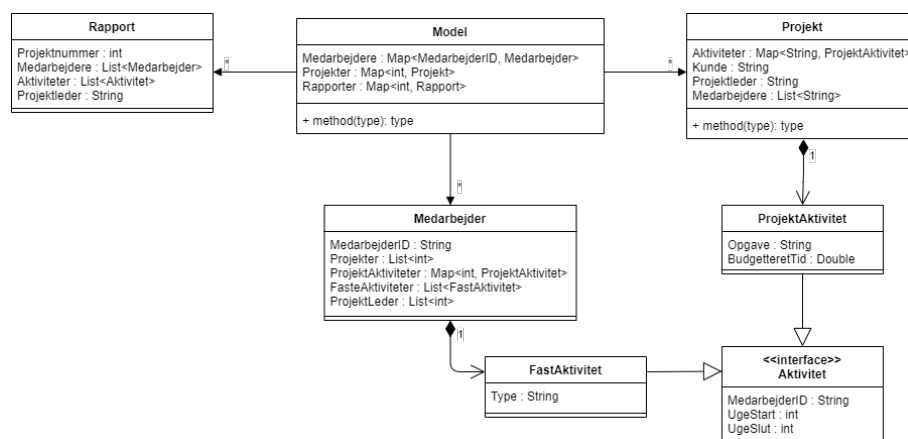 Rapport
Projektnummer : int
Medarbejdere : List<Medarbejder>
Aktiviteter : List<Aktivitet>
Projektleder : String
Model
Medarbejdere : Map<MedarbejderID, Medarbejder>
Projekter : Map<int, Projekt>
Rapporter : Map<int, Rapport>
+ method(type): type
Projekt
Aktiviteter : Map<String, ProjektAktivitet>
Kunde : String
Projektleder : String
Medarbejdere : List<String>
+ method(type): type
*
*
*
1
Medarbejder
MedarbejderID : String
Projekter : List<int>
ProjektAktiviteter : Map<int, ProjektAktivitet>
FasteAktiviteter : List<FastAktivitet>
ProjektLeder : List<int>
ProjektAktivitet
Opgave : String
BudgetteretTid : Double
1
FastAktivitet
Type : String
<<interface>>
Aktivitet
MedarbejderID : String
UgeStart : int
UgeSlut : int